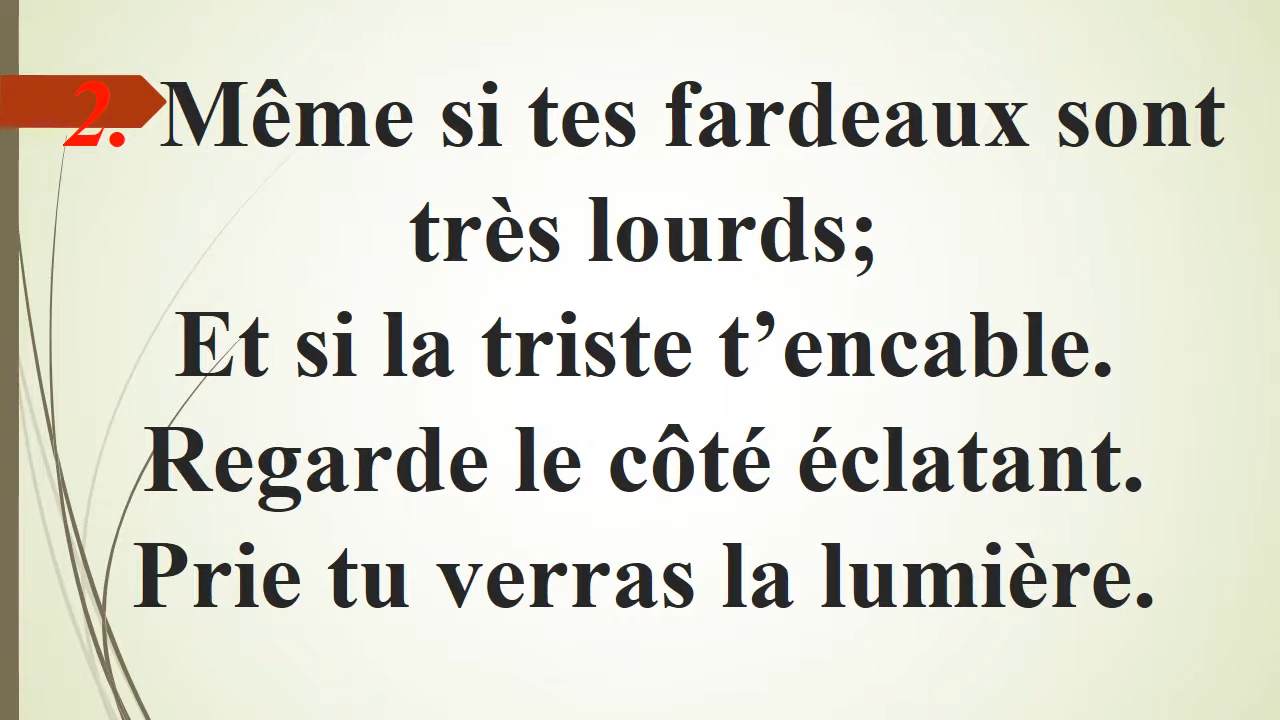 2. Même si tes fardeaux sont
très lourds;
Et si la triste t’encable.
Regarde le côté éclatant.
Prie tu verras la lumière.